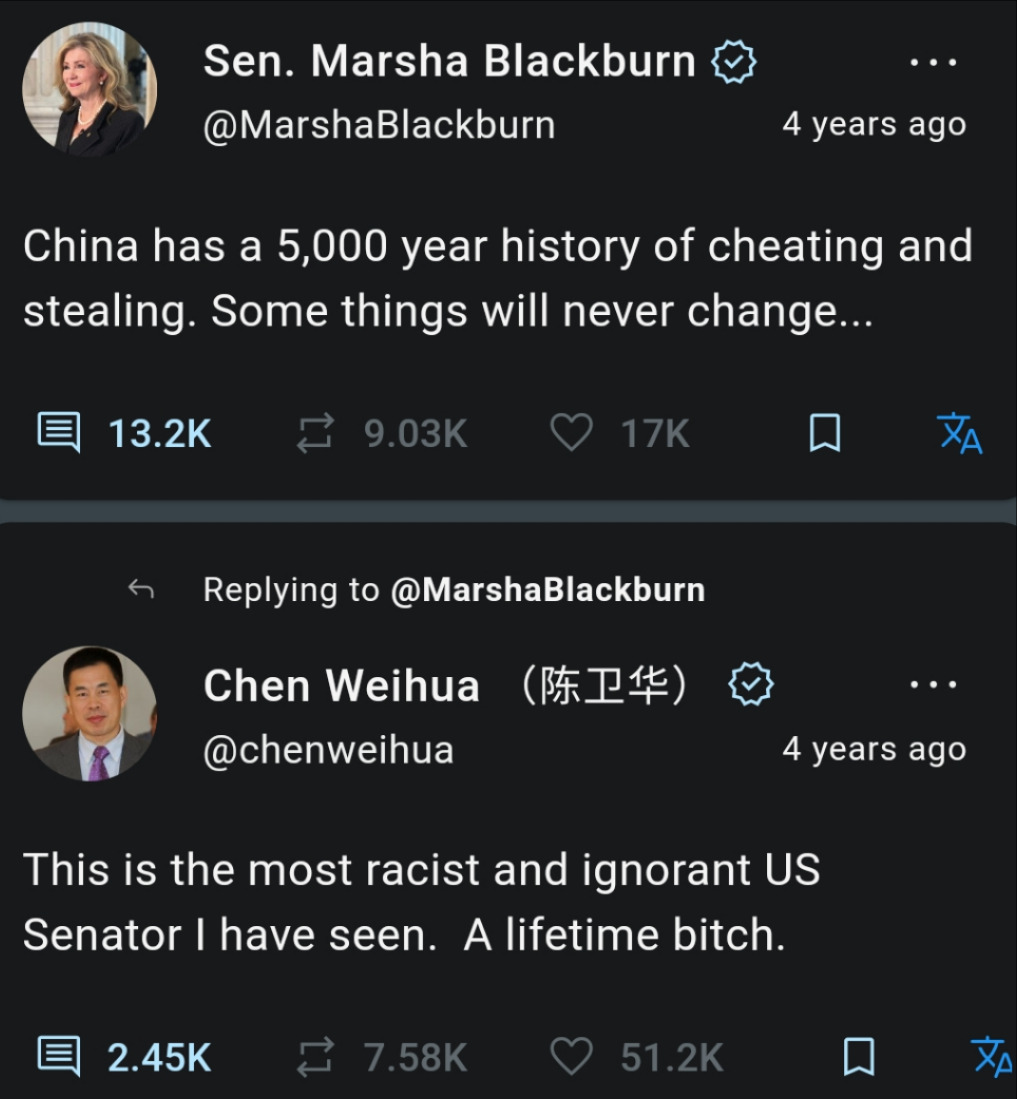 Sen. Marsha Blackburn
@MarshaBlackburn
4 years ago
China has a 5,000 year history of cheating and
stealing. Some things will never change...
13.2K 9.03K 17K
Replying to @MarshaBlackburn
Chen Weihua （陈卫华）
@chenweihua
4 years ago
This is the most racist and ignorant US
Senator I have seen.  A lifetime bitch.
2.45K 7.58K 51.2K